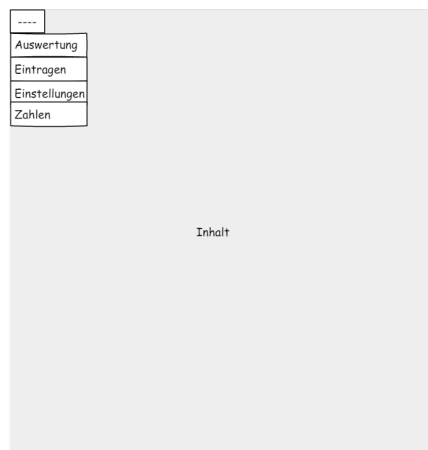 ----
Auswertung
Eintragen
Einstellungen
Zahlen
Inhalt